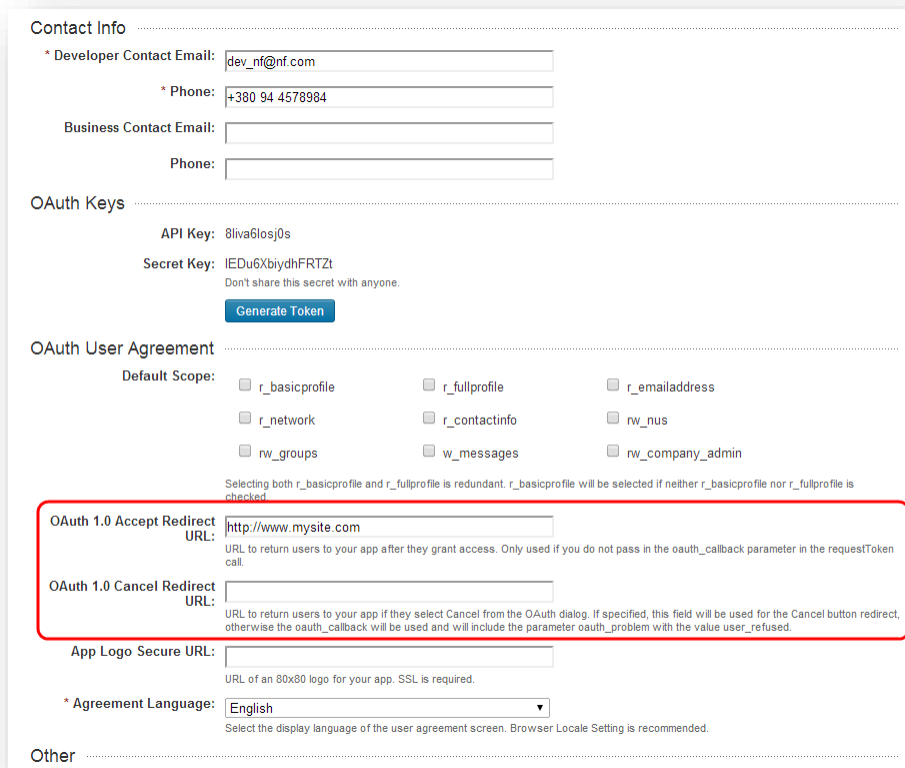 Contact Info
* Developer Contact Email: dev_nf@nf.com
* Phone: +380 94 4578984
Business Contact Email:
Phone:
OAuth Keys
API Key: 8liva6losj0s
Secret Key: lEDu6XbiydhFRTZt
Don't share this secret with anyone.
Generate Token
OAuth User Agreement
Default Scope:
r_basicprofile r_fullprofile r_emailaddress
r_network r_contactinfo rw_nus
rw_groups w_messages rw_company_admin
Selecting both r_basicprofile and r_fullprofile is redundant. r_basicprofile will be selected if neither r_basicprofile nor r_fullprofile is
checked.
OAuth 1.0 Accept Redirect
URL: http://www.mysite.com
URL to return users to your app after they grant access. Only used if you do not pass in the oauth_callback parameter in the requestToken
call.
OAuth 1.0 Cancel Redirect
URL:
URL to return users to your app if they select Cancel from the OAuth dialog. If specified, this field will be used for the Cancel button redirect,
otherwise the oauth_callback will be used and will include the parameter oauth_problem with the value user_refused.
App Logo Secure URL:
URL of an 80x80 logo for your app. SSL is required.
* Agreement Language: English
Select the display language of the user agreement screen. Browser Locale Setting is recommended.
Other